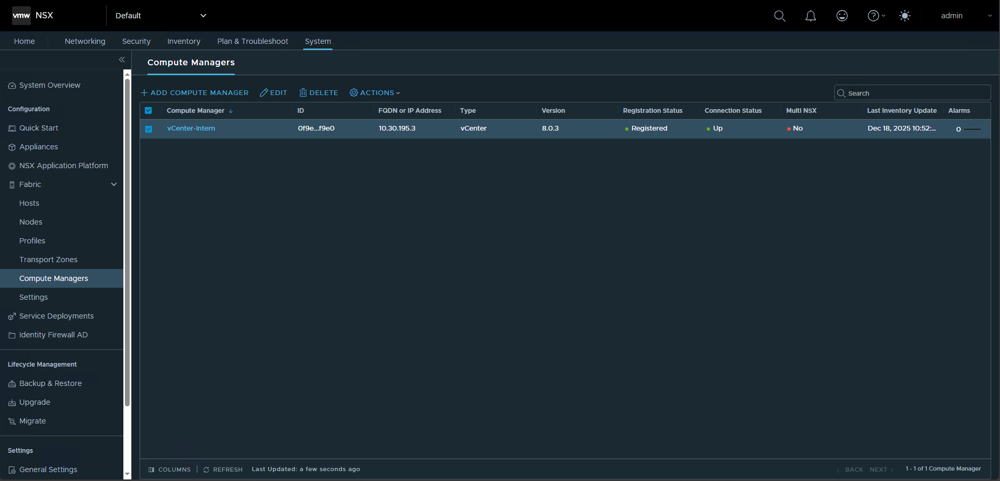 vmw NSX Default admin
Home Networking Security Inventory Plan & Troubleshoot System
System Overview
Configuration
Quick Start
Appliances
NSX Application Platform
Fabric
Hosts
Nodes
Profiles
Transport Zones
Compute Managers
Settings
Service Deployments
Identity Firewall AD
Lifecycle Management
Backup & Restore
Upgrade
Migrate
Settings
General Settings
Compute Managers
ADD COMPUTE MANAGER EDIT DELETE ACTIONS Search
Compute Manager ID FQDN or IP Address Type Version Registration Status Connection Status Multi NSX Last Inventory Update Alarms
vCenter-Intern 0f9e...f9e0 10.30.195.3 vCenter 8.0.3 Registered Up No Dec 18, 2025 10:52:... 0
COLUMNS REFRESH Last Updated: a few seconds ago BACK NEXT 1 - 1 of 1 Compute Manager